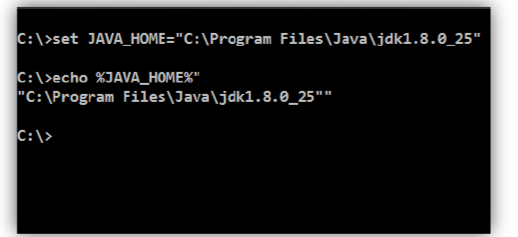 C:\>set JAVA_HOME="C:\Program Files\Java\jdk1.8.0_25"
C:\>echo %JAVA_HOME%"
"C:\Program Files\Java\jdk1.8.0_25""
C:\>